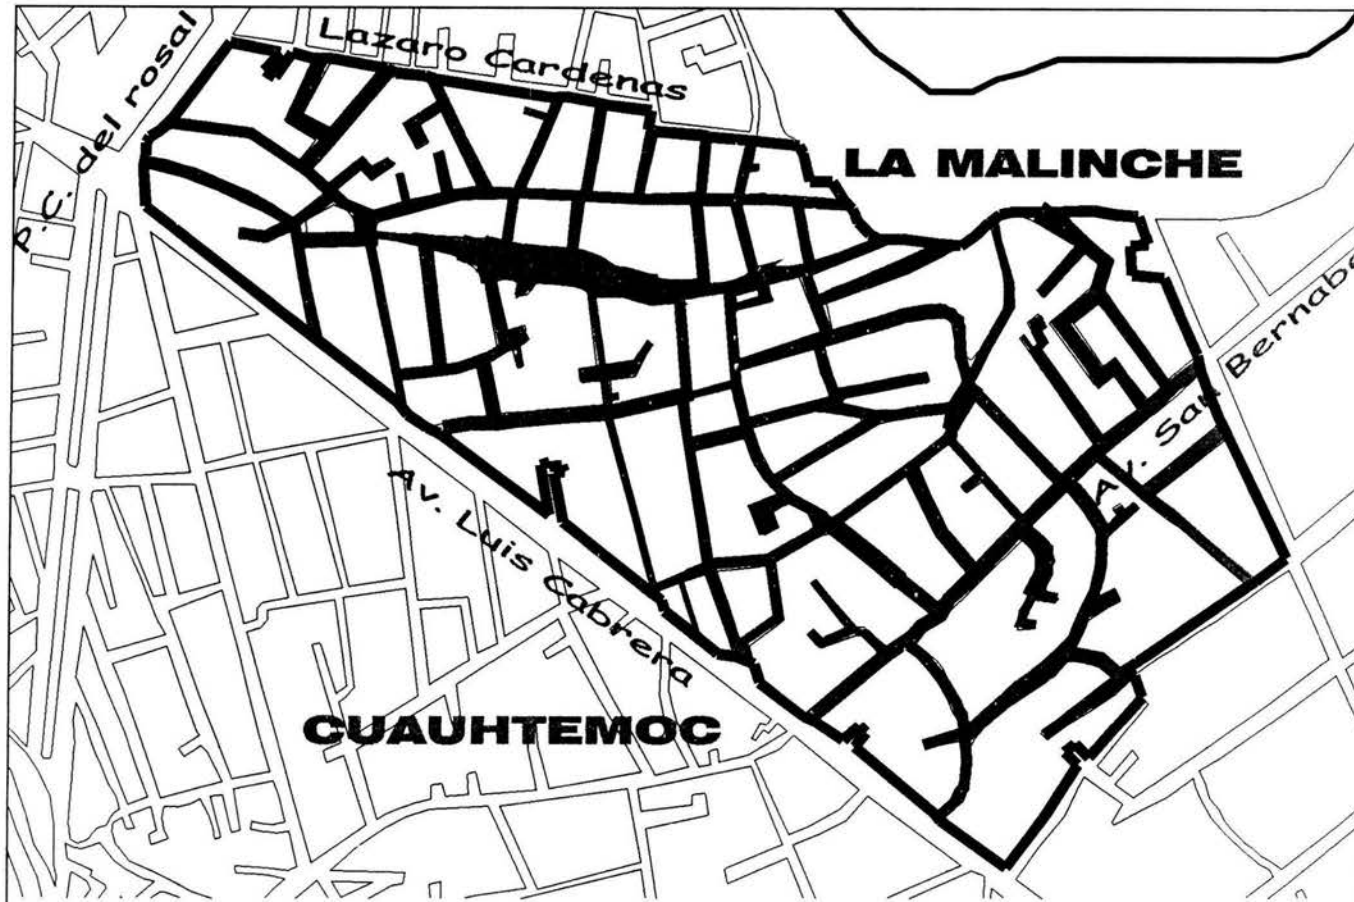 Lazaro Cardenas
P.C. del rosal
LA MALINCHE
Av. San Bernabe
Av. Luis Cabrera
CUAUHTEMOC